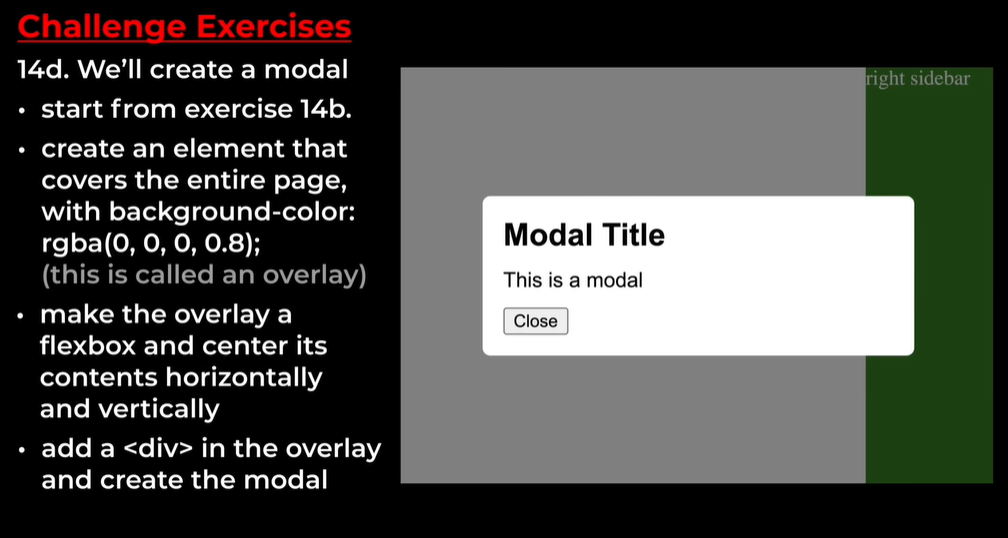 Challenge Exercises
14d. We’ll create a modal
• start from exercise 14b.
• create an element that
covers the entire page,
with background-color:
rgba(0, 0, 0, 0.8);
(this is called an overlay)
• make the overlay a
flexbox and center its
contents horizontally
and vertically
• add a <div> in the overlay
and create the modal
right sidebar
Modal Title
This is a modal
Close